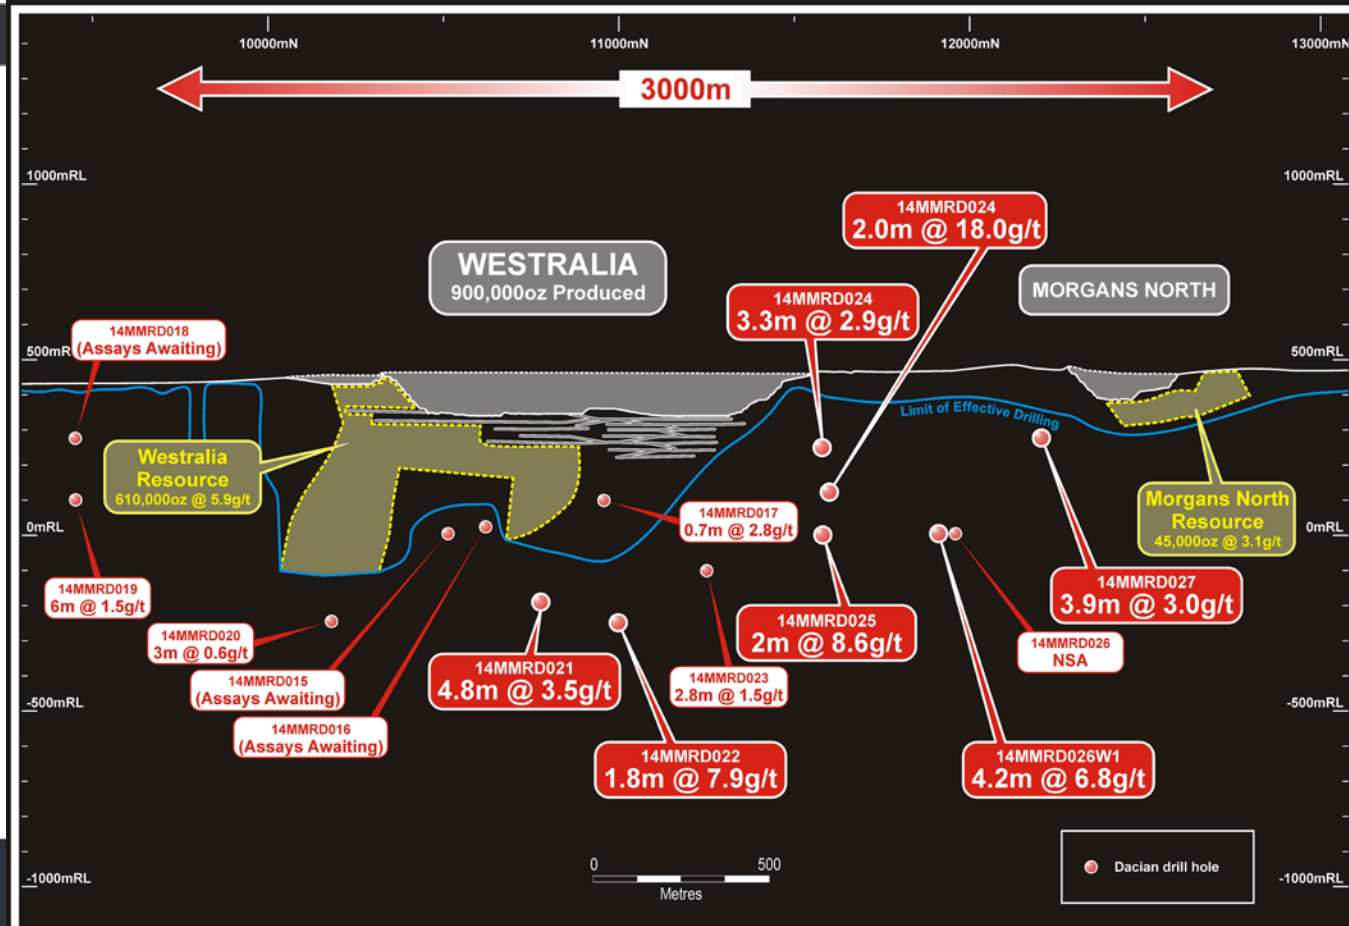 10000mN
11000mN
12000mN
13000mN
3000m
1000mRL
1000mRL
14MMRD024
2.0m @ 18.0g/t
WESTRALIA
900,000oz Produced
MORGANS NORTH
14MMRD024
3.3m @ 2.9g/t
14MMRD018
(Assays Awaiting)
500mRL
500mRL
Limit of Effective Drilling
Westralia
Resource
610,000oz @ 5.9g/t
Morgans North
Resource
45,000oz @ 3.1g/t
14MMRD017
0.7m @ 2.8g/t
0mRL
0mRL
14MMRD019
6m @ 1.5g/t
14MMRD027
3.9m @ 3.0g/t
14MMRD025
2m @ 8.6g/t
14MMRD020
3m @ 0.6g/t
14MMRD026
NSA
14MMRD021
4.8m @ 3.5g/t
14MMRD023
2.8m @ 1.5g/t
14MMRD015
(Assays Awaiting)
-500mRL
-500mRL
14MMRD016
(Assays Awaiting)
14MMRD022
1.8m @ 7.9g/t
14MMRD026W1
4.2m @ 6.8g/t
0 500
Metres
Dacian drill hole
-1000mRL
-1000mRL